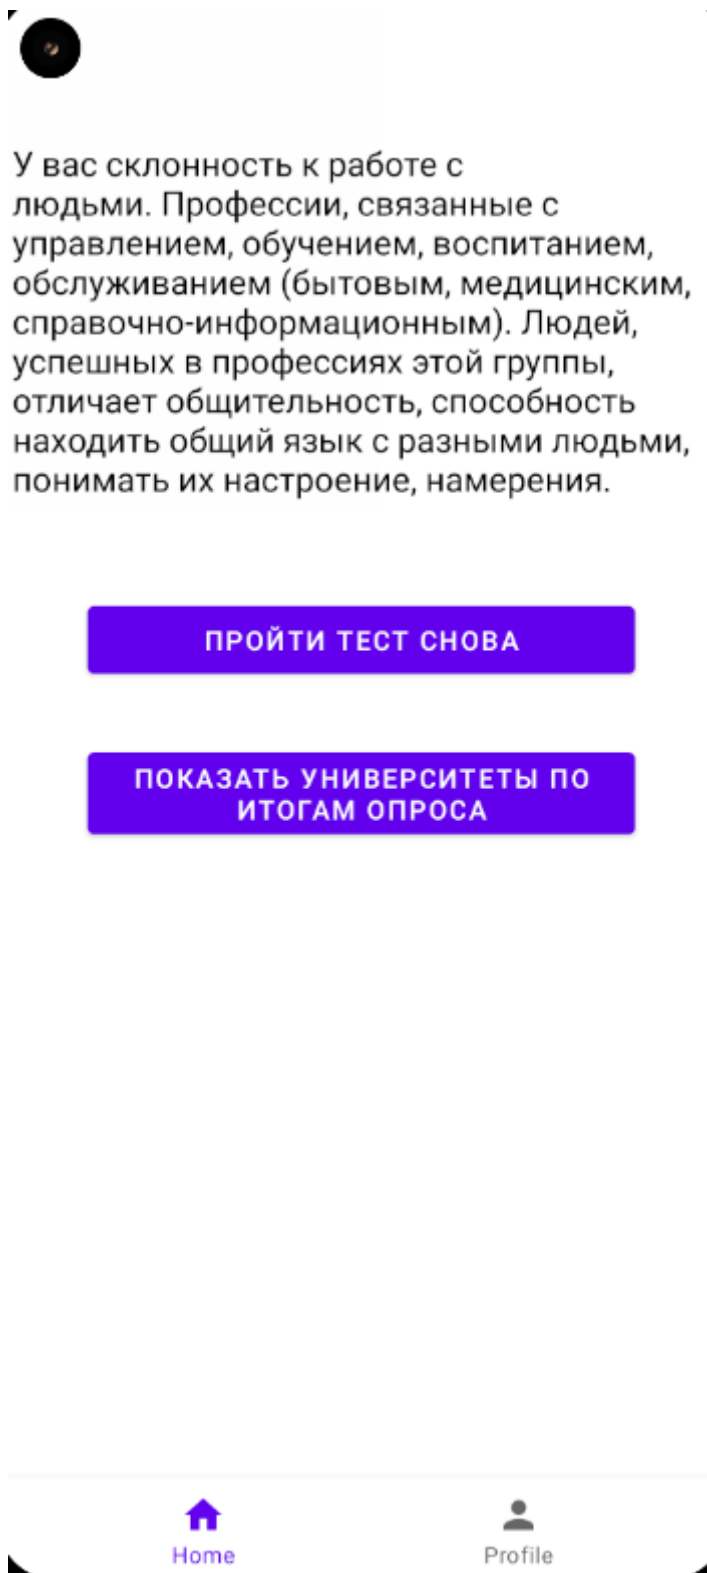 У вас склонность к работе с
людьми. Профессии, связанные с
управлением, обучением, воспитанием,
обслуживанием (бытовым, медицинским,
справочно-информационным). Людей,
успешных в профессиях этой группы,
отличает общительность, способность
находить общий язык с разными людьми,
понимать их настроение, намерения.
ПРОЙТИ ТЕСТ СНОВА
ПОКАЗАТЬ УНИВЕРСИТЕТЫ ПО
ИТОГАМ ОПРОСА
Home
Profile